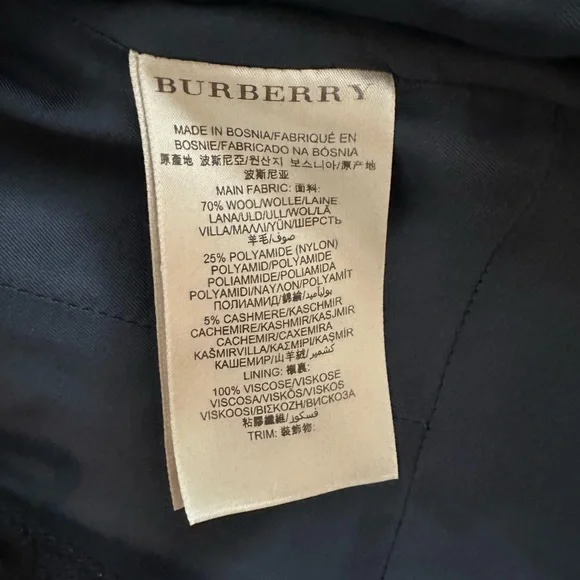 BURBERRY
MADE IN BOSNIA/FABRIQUÉ EN
BOSNIE/FABRICADO NA BÓSNIA
原產地 波斯尼亞/원산지 보스니아/原产地
波斯尼亚
MAIN FABRIC: 面料:
70% WOOL/WOLLE/LAINE
LANA/ULD/ULL/WOL/LÃ
VILLA/ΜΑΛΛΙ/YÜN/ШЕРСТЬ
羊毛/صوف
25% POLYAMIDE (NYLON)
POLYAMID/POLYAMIDE
POLIAMMIDE/POLIAMIDA
POLYAMIDI/ΝΑΥΛΟΝ/POLYAMİT
ПОЛИАМИД/錦綸/بوليأميد
5% CASHMERE/KASCHMIR
CACHEMIRE/KASHMIR/KASJMIR
CACHEMIR/CAXEMIRA
KAŠMIRVILLA/ΚΑΣΜΙΡΙ/KAŞMİR
КАШЕМИР/山羊絨/كشمير
LINING: 襯裏:
100% VISCOSE/VISKOSE
VISCOSA/VISKOS/VISCOSE
VISKOOSI/ΒΙΣΚΟΖΗ/ВИСКОЗА
粘膠纖維/فسكوز
TRIM: 裝飾物: